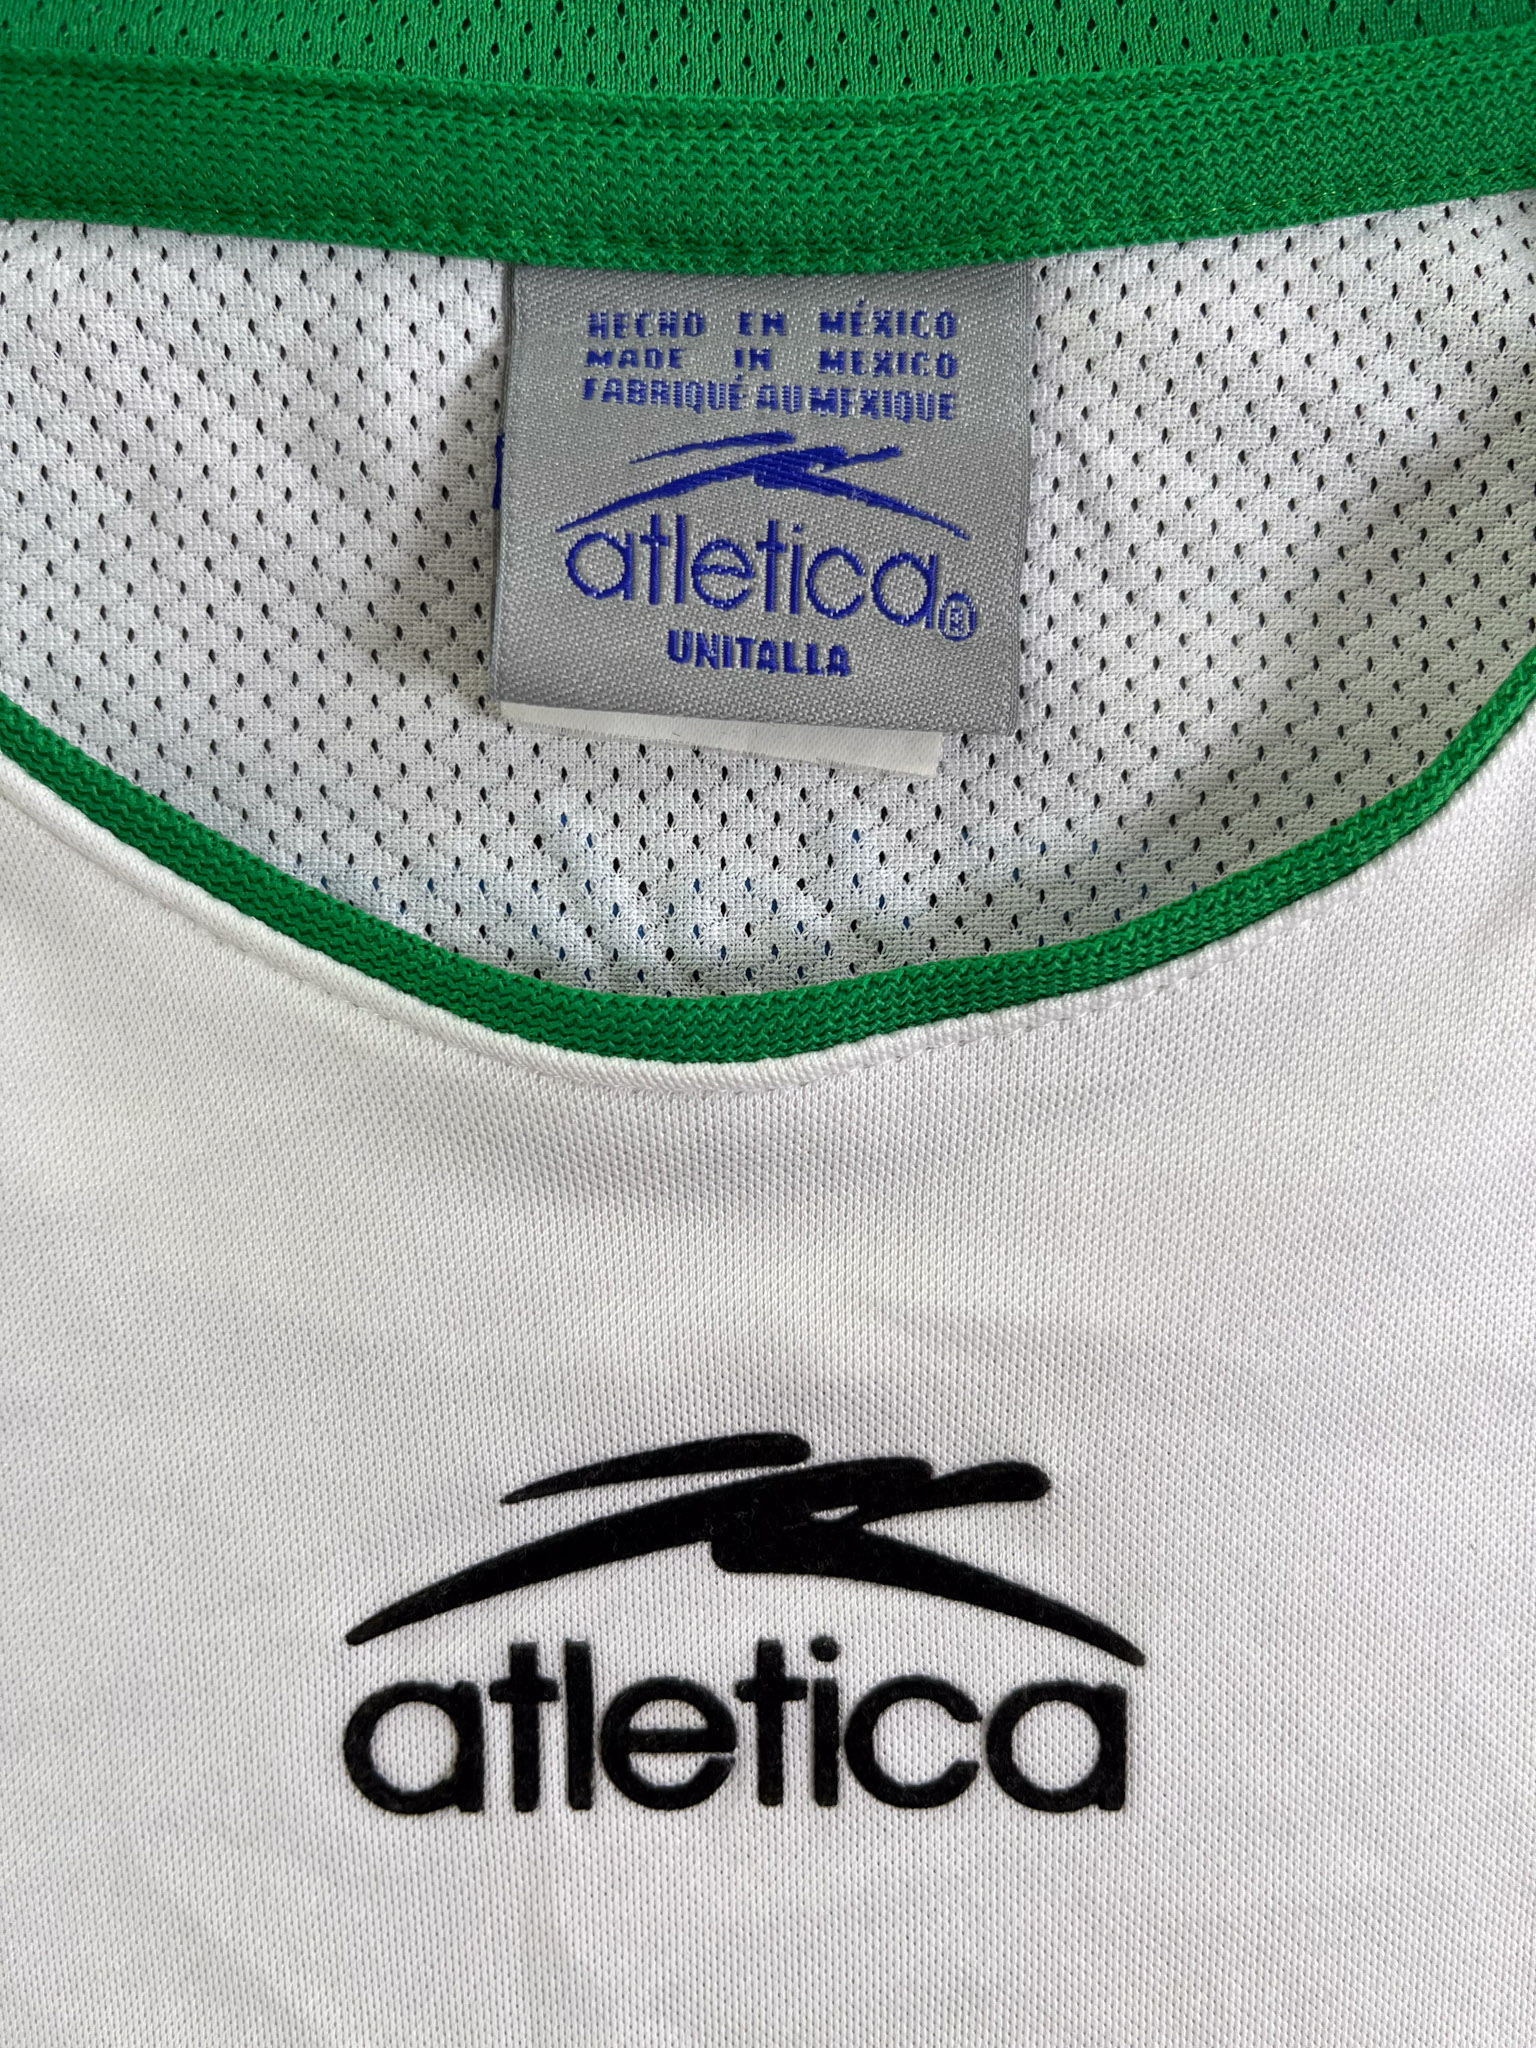 HECHO EN MÉXICO
MADE IN MEXICO
FABRIQUÉ AU MEXIQUE
atletica®
UNITALLA
atletica